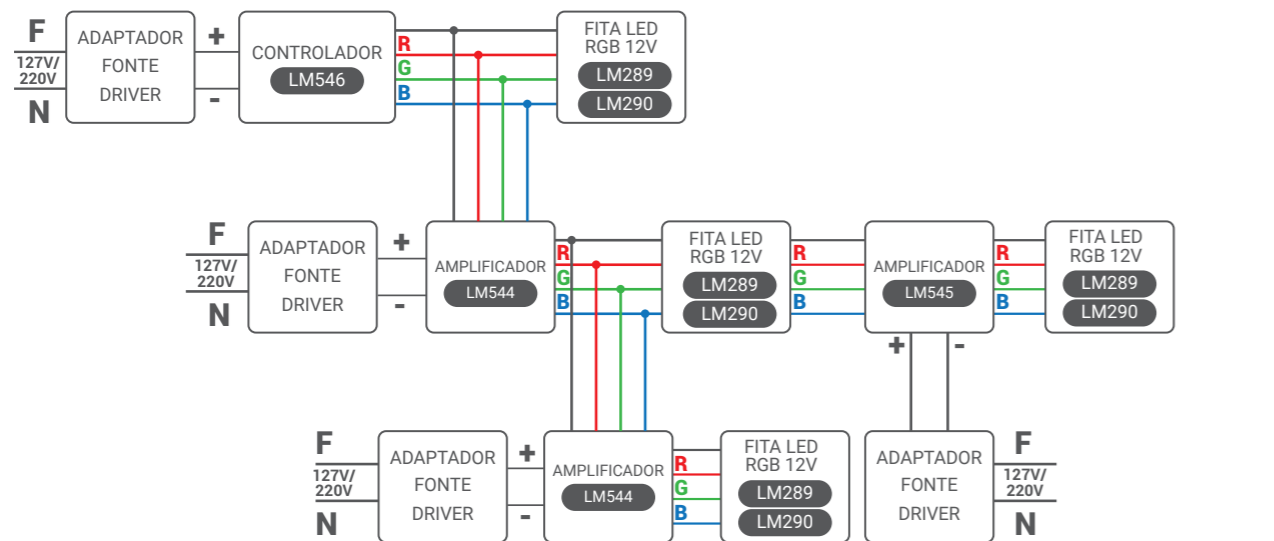 F
127V/
220V
N
ADAPTADOR
FONTE
DRIVER
+
-
CONTROLADOR
LM546
R
G
B
FITA LED
RGB 12V
LM289
LM290
F
127V/
220V
N
ADAPTADOR
FONTE
DRIVER
+
-
AMPLIFICADOR
LM544
R
G
B
FITA LED
RGB 12V
LM289
LM290
R
G
B
AMPLIFICADOR
LM545
R
G
B
FITA LED
RGB 12V
LM289
LM290
+
-
F
127V/
220V
N
ADAPTADOR
FONTE
DRIVER
+
-
AMPLIFICADOR
LM544
R
G
B
FITA LED
RGB 12V
LM289
LM290
ADAPTADOR
FONTE
DRIVER
F
127V/
220V
N